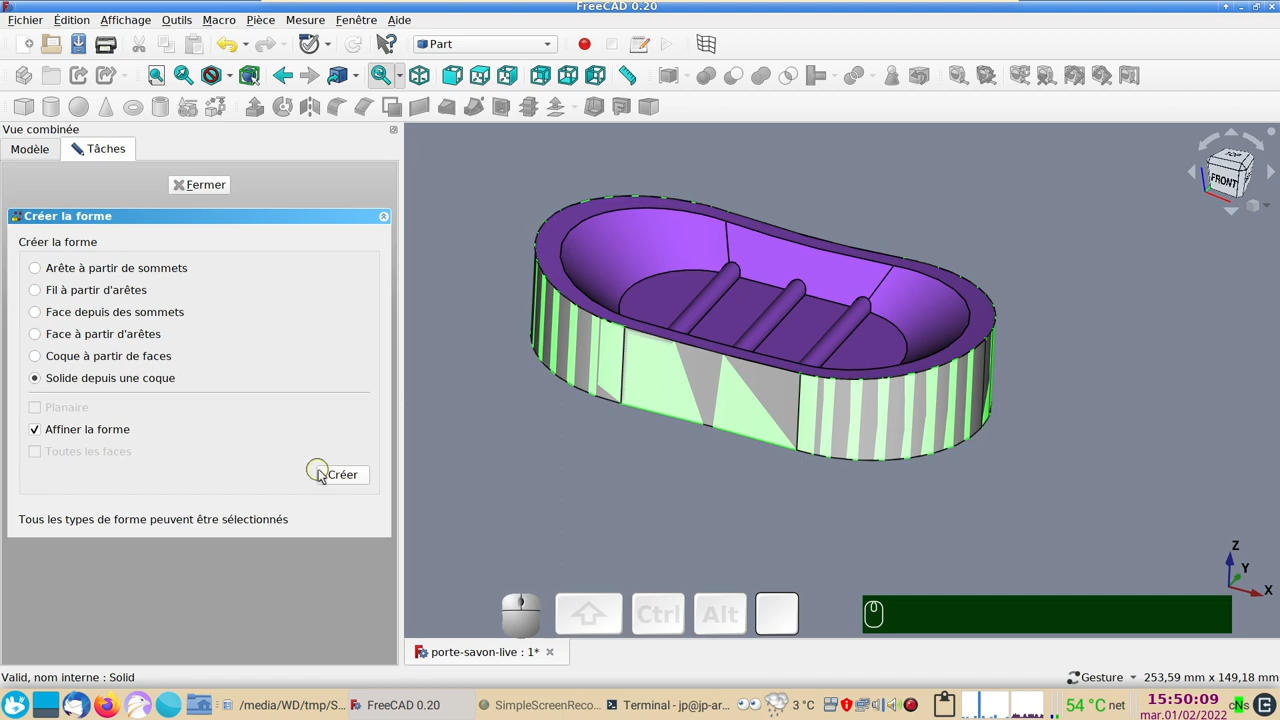 FreeCAD 0.20
Fichier Édition Affichage Outils Macro Pièce Mesure Fenêtre Aide
Part
Vue combinée
Modèle Tâches
Fermer
Créer la forme
Créer la forme
Arête à partir de sommets
Fil à partir d'arêtes
Face depuis des sommets
Face à partir d'arêtes
Coque à partir de faces
Solide depuis une coque
Planaire
Affiner la forme
Toutes les faces
Créer
Tous les types de forme peuvent être sélectionnés
TOP
FRONT
Z
Y
X
Ctrl Alt
porte-savon-live : 1*
Valid, nom interne : Solid
Gesture 253,59 mm x 149,18 mm
/media/WD/tmp/S... FreeCAD 0.20 SimpleScreenReco... Terminal - jp@jp-ar... 3 °C 54 °C net 15:50:09 cNs
mar.01/02/2022